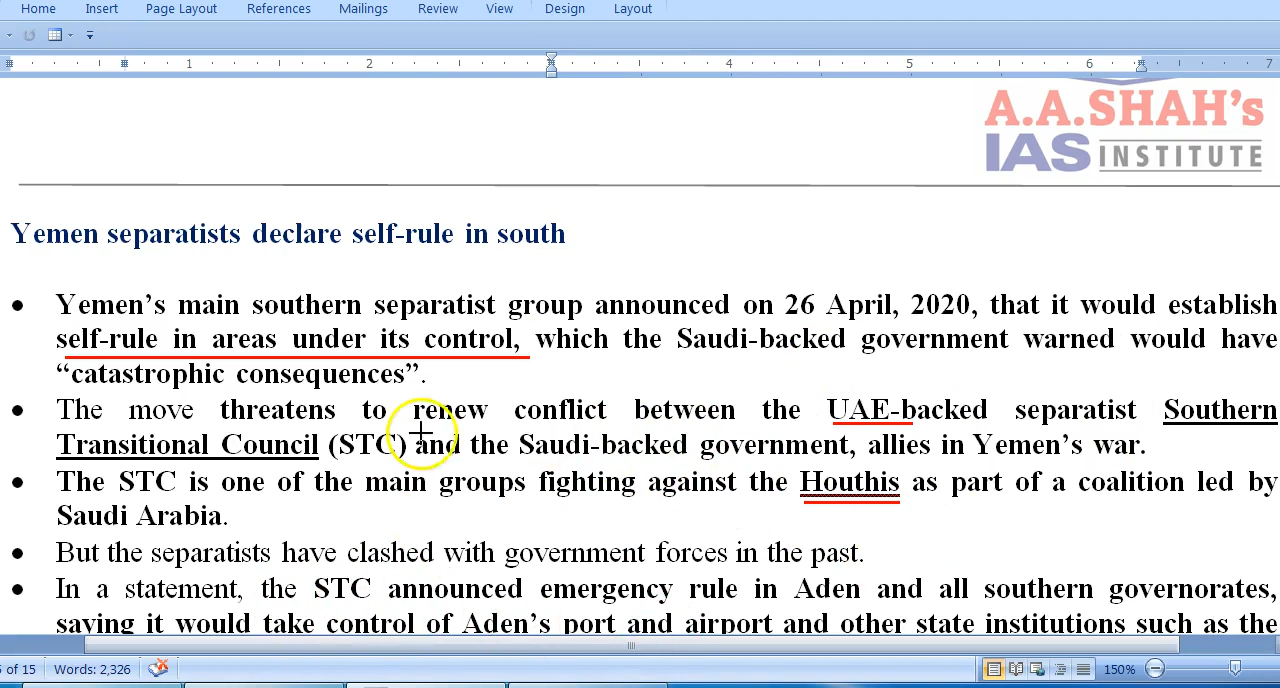 Home Insert Page Layout References Mailings Review View Design Layout
1 2 4 5 6 7
A.A.SHAH's
IAS INSTITUTE
Yemen separatists declare self-rule in south
• Yemen's main southern separatist group announced on 26 April, 2020, that it would establish
self-rule in areas under its control, which the Saudi-backed government warned would have
“catastrophic consequences”.
• The move threatens to renew conflict between the UAE-backed separatist Southern
Transitional Council (STC) and the Saudi-backed government, allies in Yemen's war.
• The STC is one of the main groups fighting against the Houthis as part of a coalition led by
Saudi Arabia.
• But the separatists have clashed with government forces in the past.
• In a statement, the STC announced emergency rule in Aden and all southern governorates,
saying it would take control of Aden's port and airport and other state institutions such as the
of 15 Words: 2,326 150%